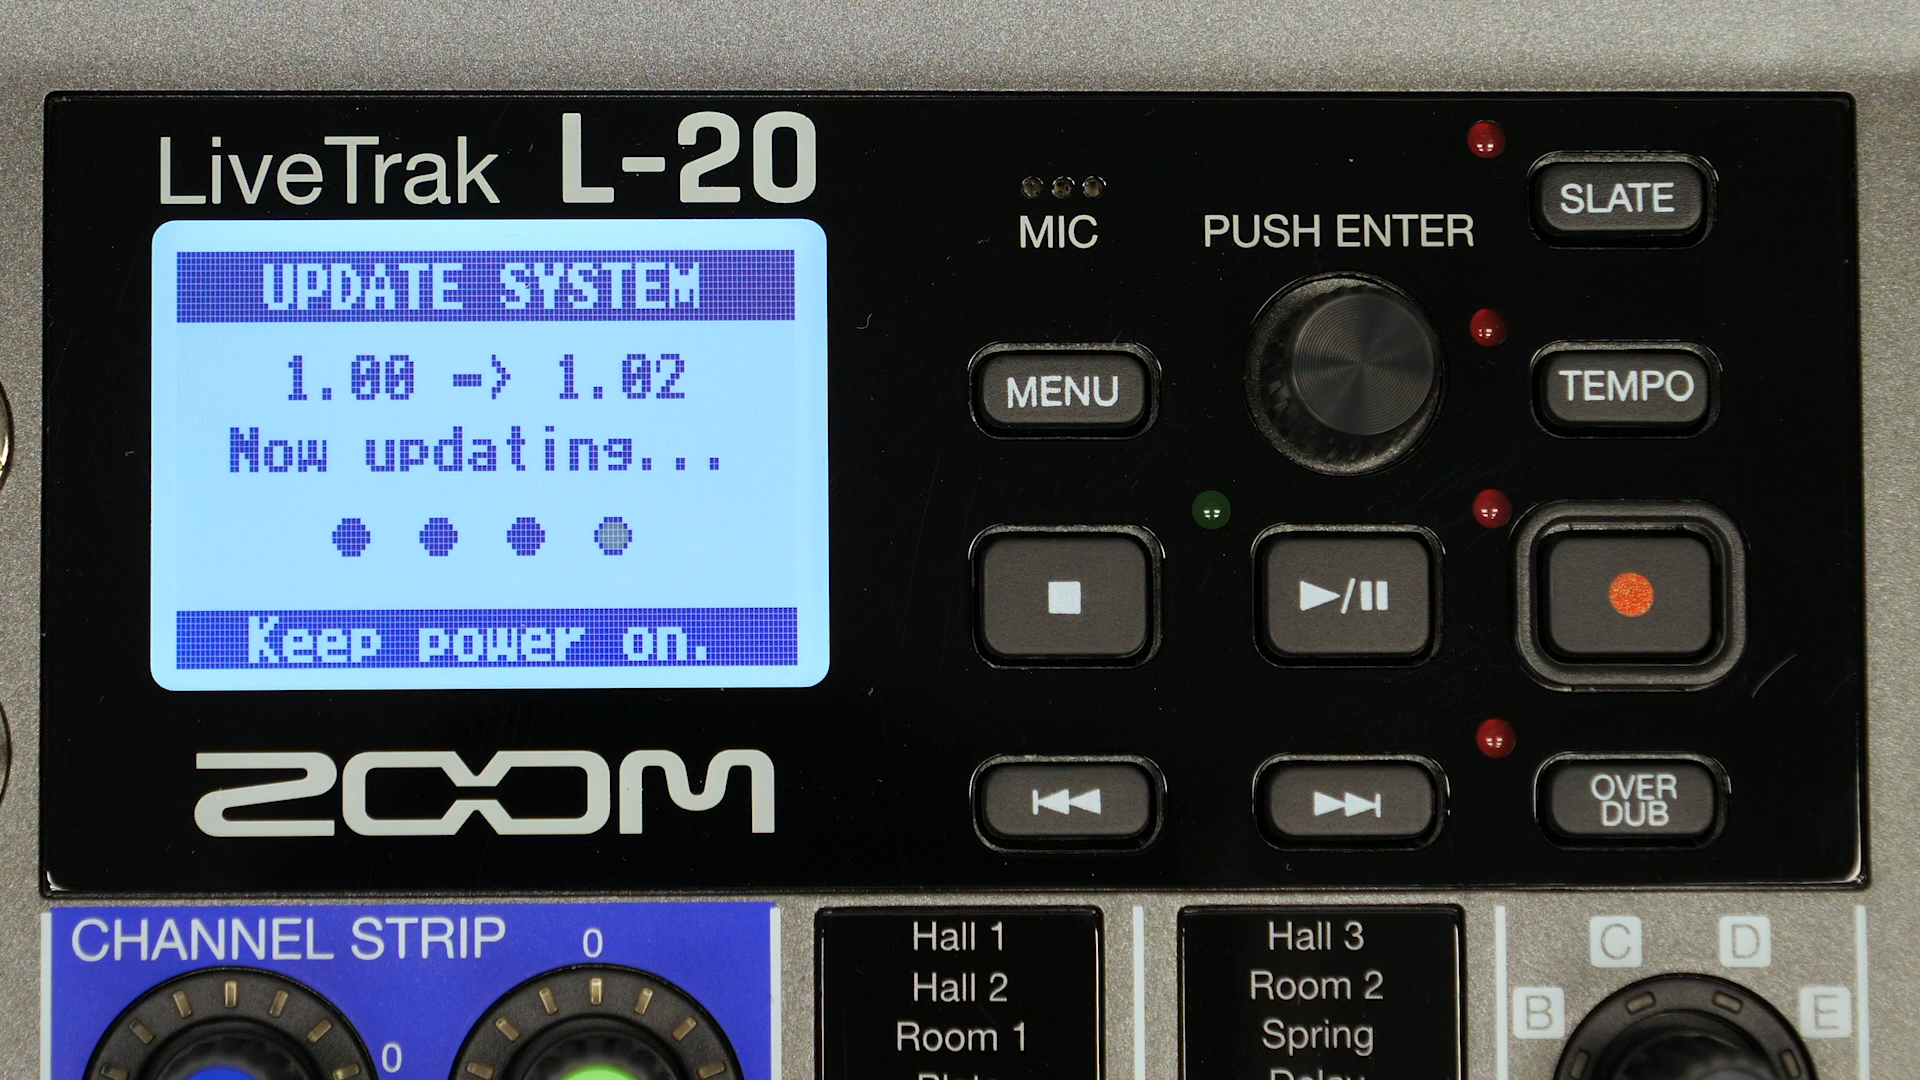 LiveTrak L-20
UPDATE SYSTEM
1.00 -> 1.02
Now updating...
Keep power on.
ZOOM
MIC
PUSH ENTER
SLATE
MENU
TEMPO
OVER
DUB
CHANNEL STRIP
0
0
Hall 1
Hall 2
Room 1
Hall 3
Room 2
Spring
Delay
B
C
D
E